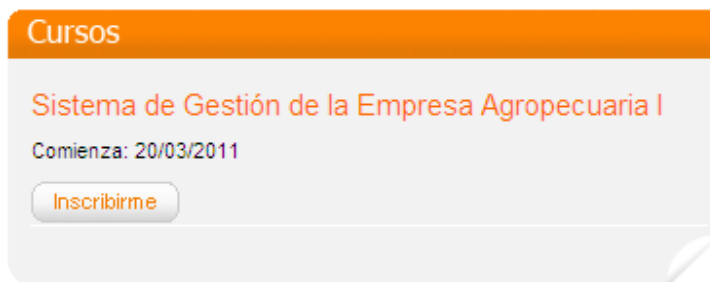 Cursos
Sistema de Gestión de la Empresa Agropecuaria I
Comienza: 20/03/2011
Inscribirme